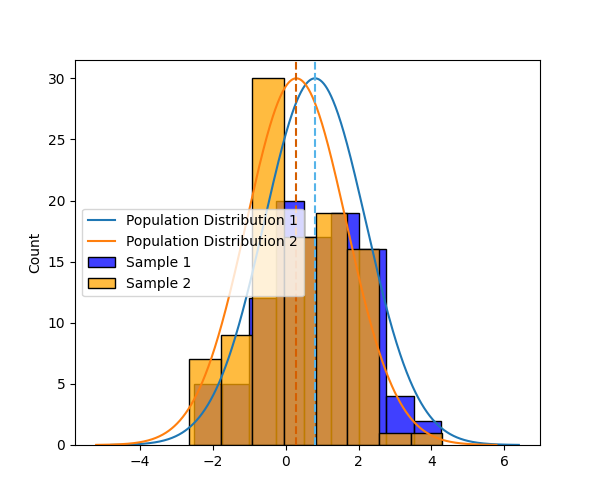 30
25
20
15
10
5
0
Count
Population Distribution 1
Population Distribution 2
Sample 1
Sample 2
−4
−2
0
2
4
6